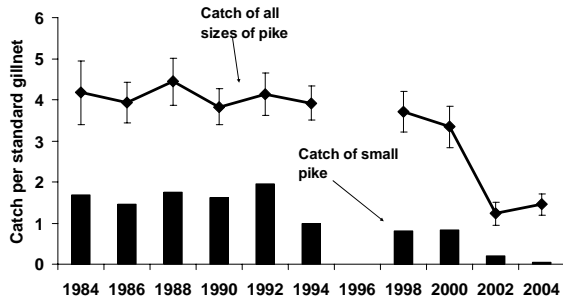 Catch of all
sizes of pike
Catch per standard gillnet
6
5
4
3
2
1
0
Catch of small
pike
1984 1986 1988 1990 1992 1994 1996 1998 2000 2002 2004